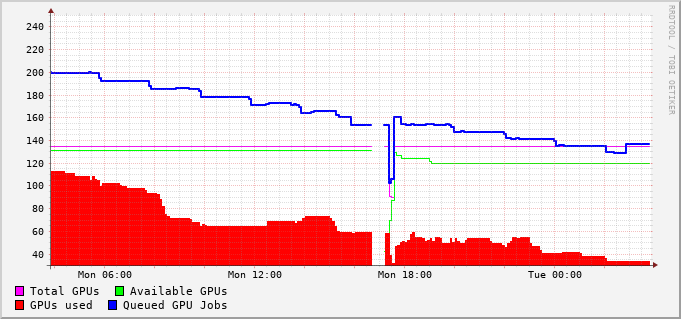 240
220
200
180
160
140
120
100
80
60
40
Mon 06:00 Mon 12:00 Mon 18:00 Tue 00:00
Total GPUs Available GPUs
GPUs used Queued GPU Jobs
RRDTOOL / TOBI OETIKER